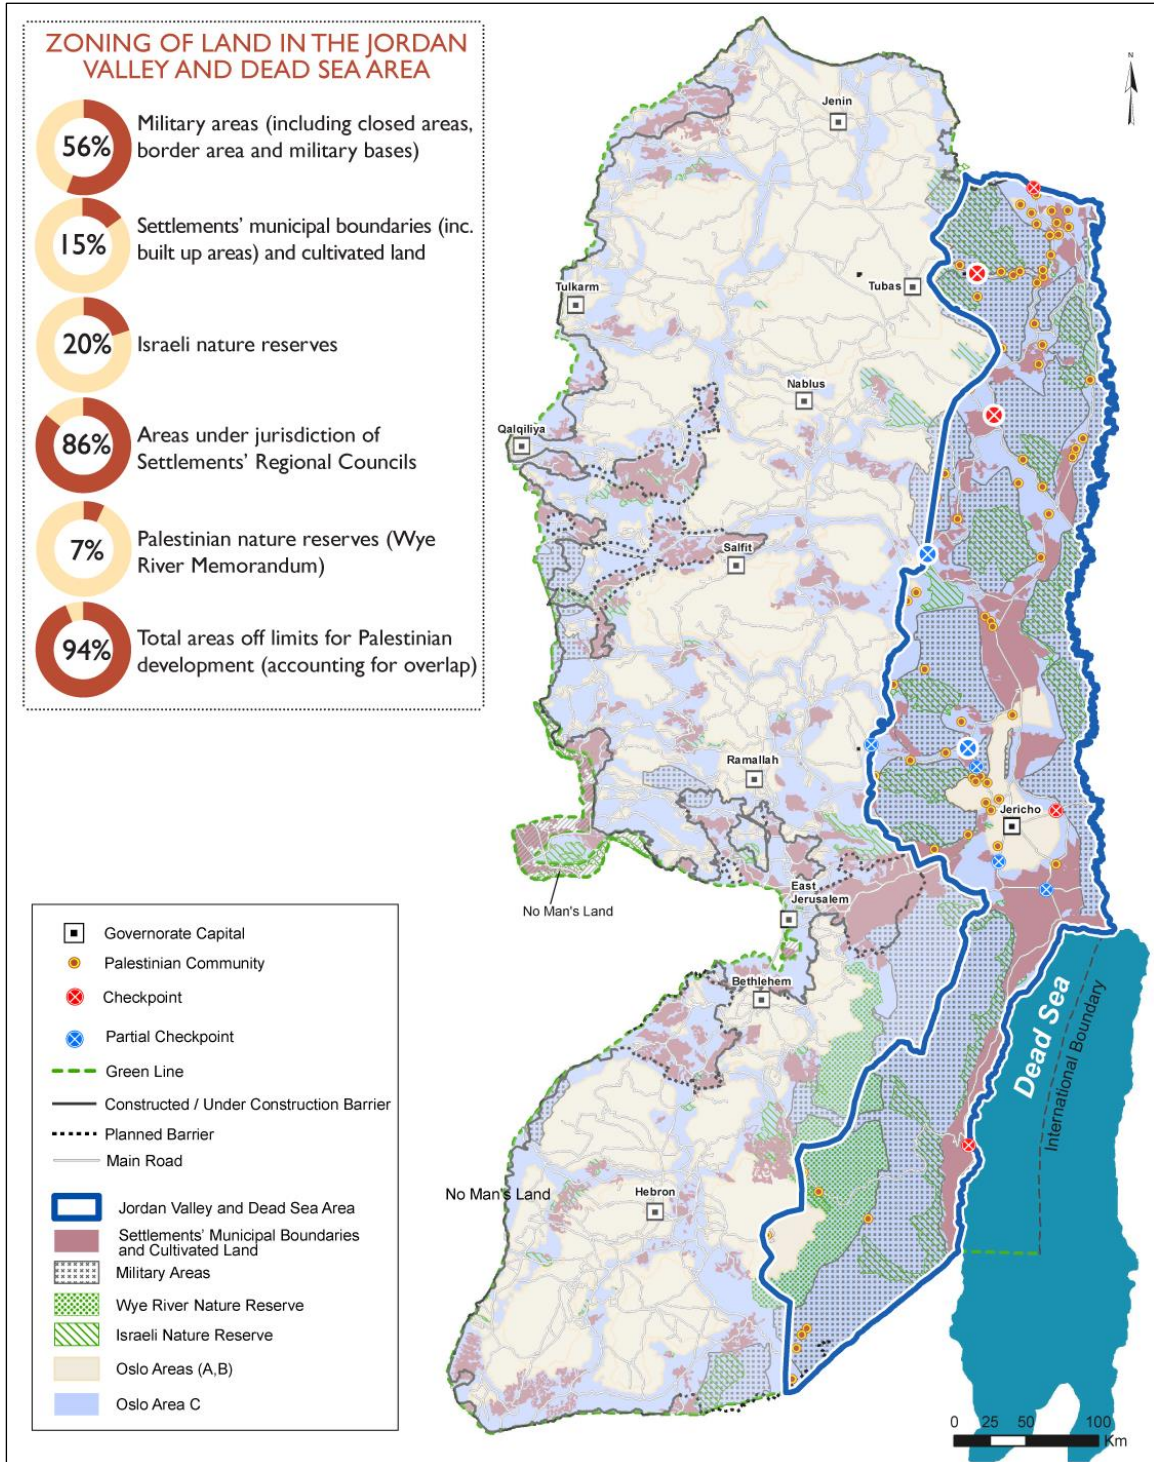 ZONING OF LAND IN THE JORDAN
VALLEY AND DEAD SEA AREA
56%
Military areas (including closed areas,
border area and military bases)
15%
Settlements' municipal boundaries (inc.
built up areas) and cultivated land
20%
Israeli nature reserves
86%
Areas under jurisdiction of
Settlements' Regional Councils
7%
Palestinian nature reserves (Wye
River Memorandum)
94%
Total areas off limits for Palestinian
development (accounting for overlap)
N
Jenin
Tubas
Tulkarm
Nablus
Qalqiliya
Salfit
Ramallah
Jericho
No Man's Land
East
Jerusalem
Bethlehem
Dead Sea
International Boundary
No Man's Land
Hebron
Governorate Capital
Palestinian Community
Checkpoint
Partial Checkpoint
Green Line
Constructed / Under Construction Barrier
Planned Barrier
Main Road
Jordan Valley and Dead Sea Area
Settlements' Municipal Boundaries
and Cultivated Land
Military Areas
Wye River Nature Reserve
Israeli Nature Reserve
Oslo Areas (A,B)
Oslo Area C
0 25 50 100
Km